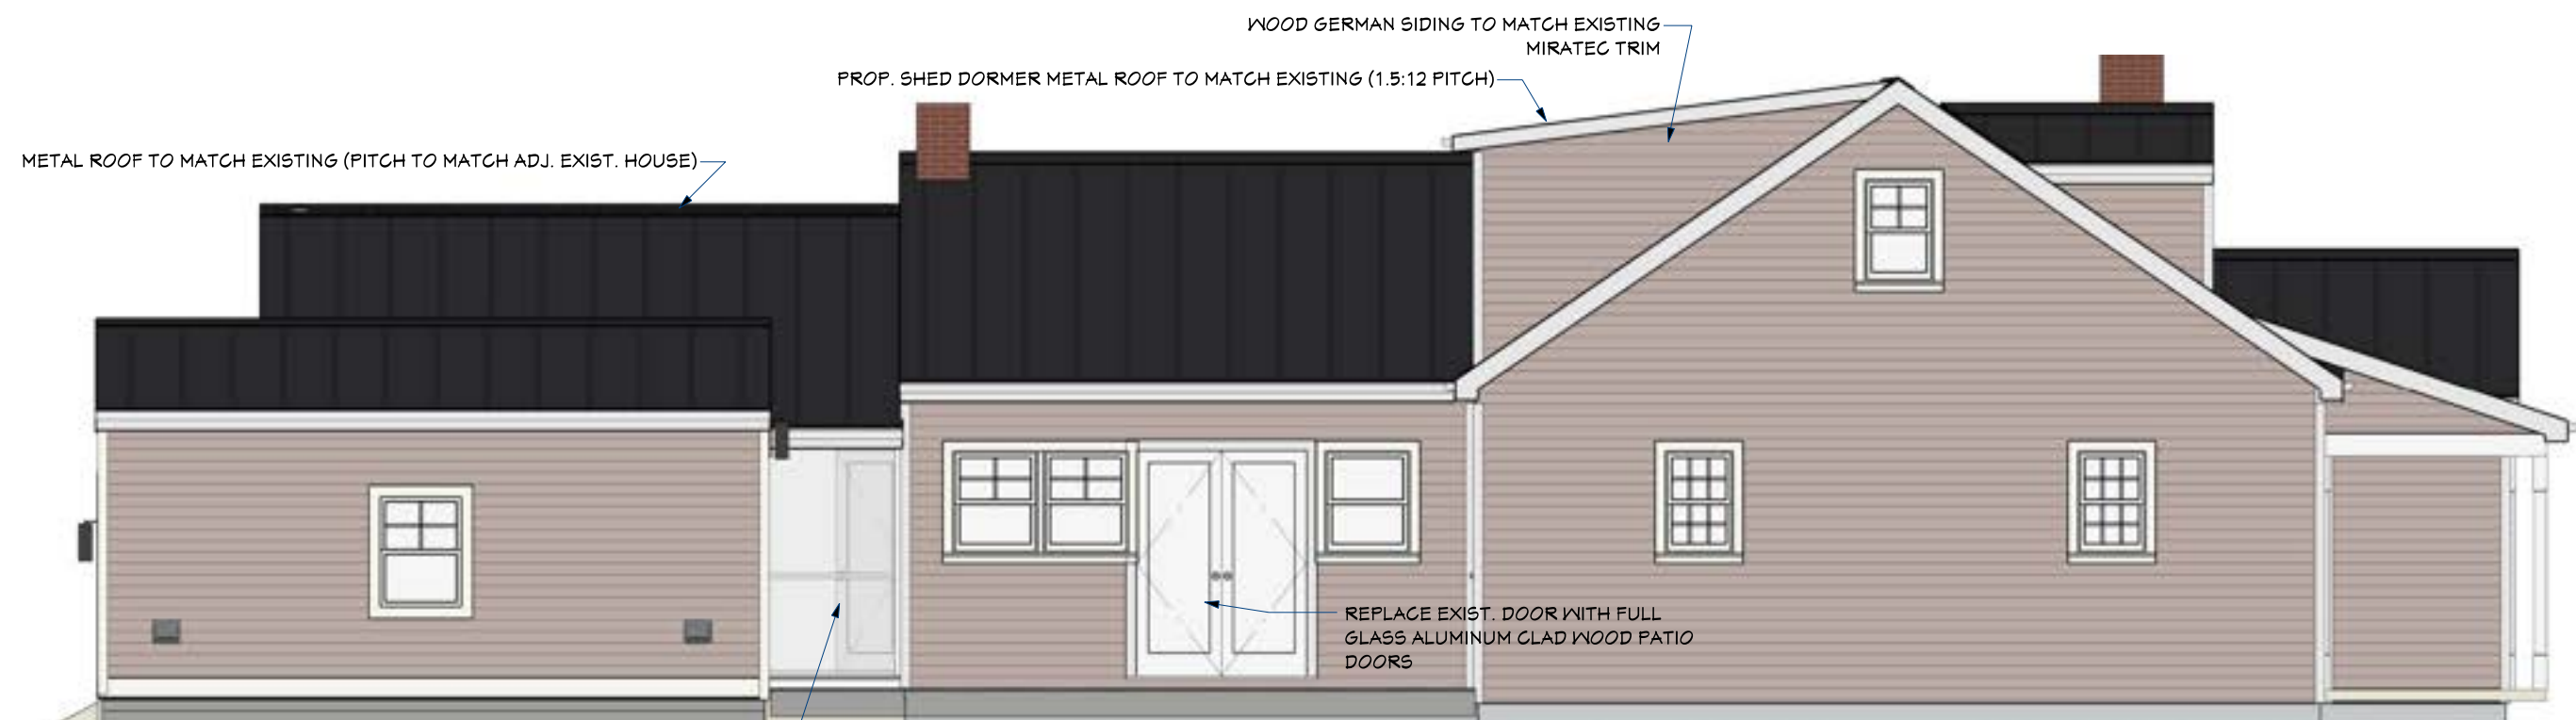 WOOD GERMAN SIDING TO MATCH EXISTING
MIRATEC TRIM
PROP. SHED DORMER METAL ROOF TO MATCH EXISTING (1.5:12 PITCH)
METAL ROOF TO MATCH EXISTING (PITCH TO MATCH ADJ. EXIST. HOUSE)
REPLACE EXIST. DOOR WITH FULL
GLASS ALUMINUM CLAD WOOD PATIO
DOORS